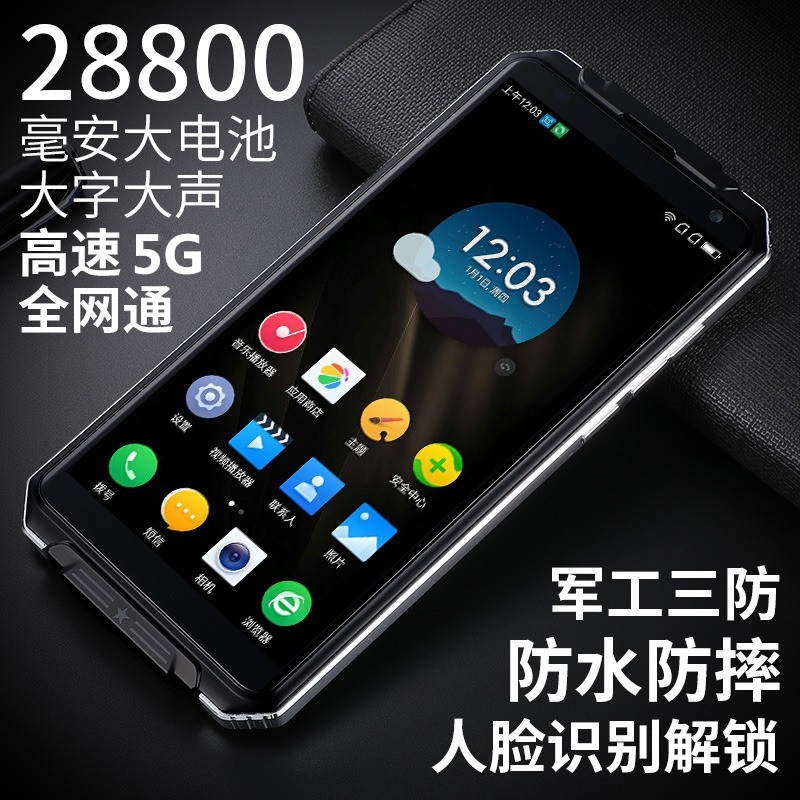 28800
毫安大电池
大字大声
高速 5G
全网通
上午12:03
12:03
1月1日, 周四
音乐播放器
应用商店
主题
安全中心
设置
视频播放器
联系人
照片
拨号
短信
相机
浏览器
军工三防
防水防摔
人脸识别解锁